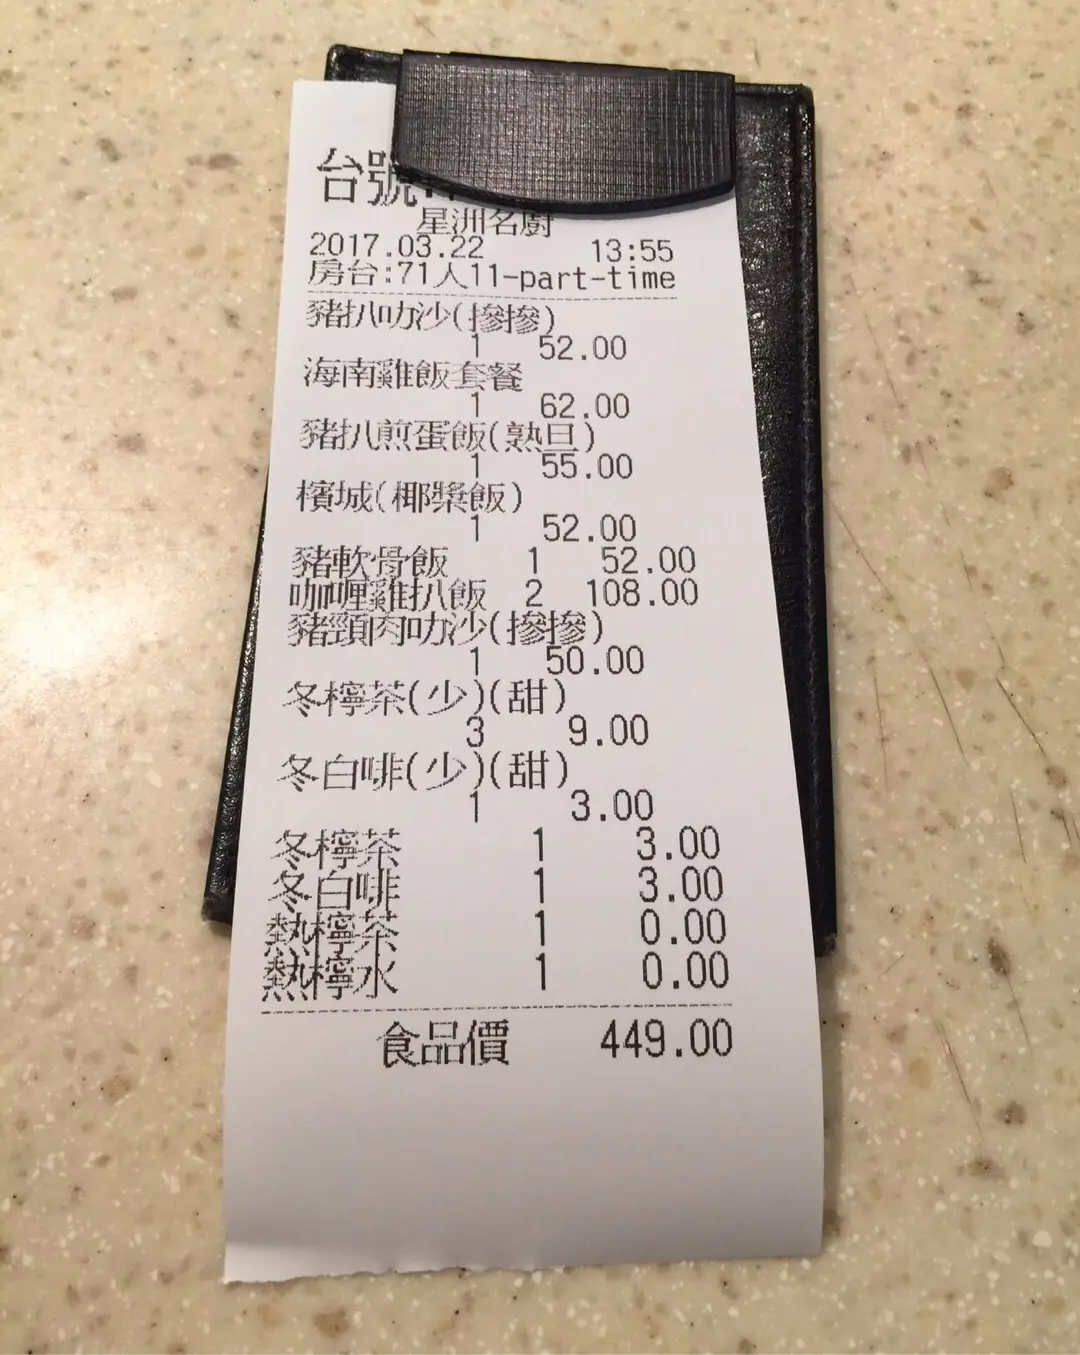 台號
星洲名廚
2017.03.22 13:55
房台:71人11-part-time
豬扒叻沙(摻摻)
1 52.00
海南雞飯套餐
1 62.00
豬扒煎蛋飯(熟旦)
1 55.00
檳城(椰槳飯)
1 52.00
豬軟骨飯 1 52.00
咖喱雞扒飯 2 108.00
豬頸肉叻沙(摻摻)
1 50.00
冬檸茶(少)(甜)
3 9.00
冬白啡(少)(甜)
1 3.00
冬檸茶 1 3.00
冬白啡 1 3.00
熱檸茶 1 0.00
熱檸水 1 0.00
食品價 449.00